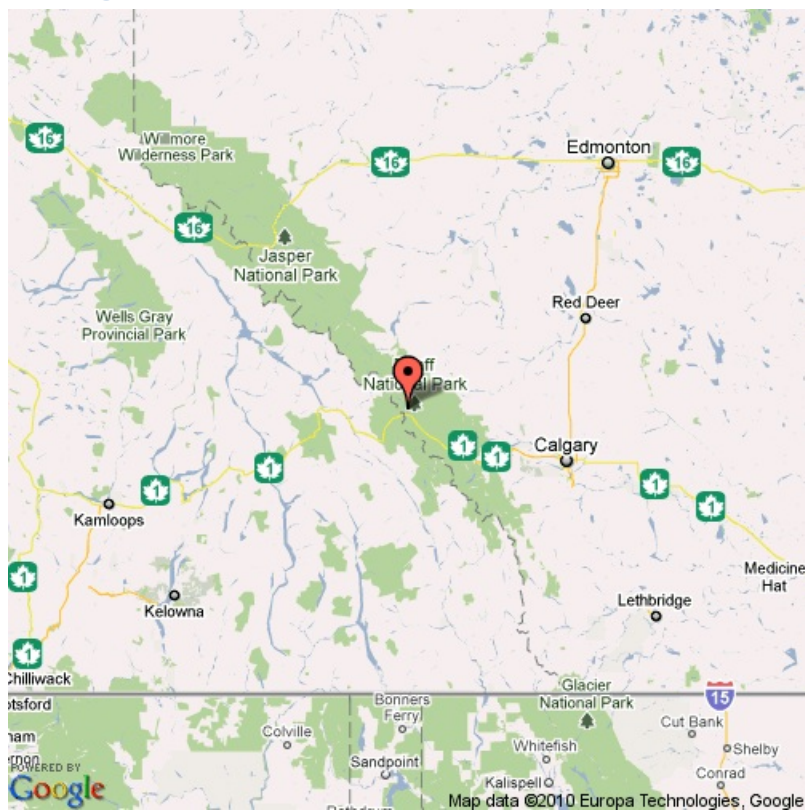 16
Willmore
Wilderness Park
16
Edmonton
16
16
Jasper
National Park
Wells Gray
Provincial Park
Red Deer
National Park
1
1
Calgary
1
1
1
1
Kamloops
1
Medicine
Hat
Kelowna
Lethbridge
1
Chilliwack
Glacier
National Park
15
Bonners
Ferry
Colville
Cut Bank
Whitefish
Shelby
Sandpoint
POWERED BY
Google
Kalispell
Conrad
Map data ©2010 Europa Technologies, Google